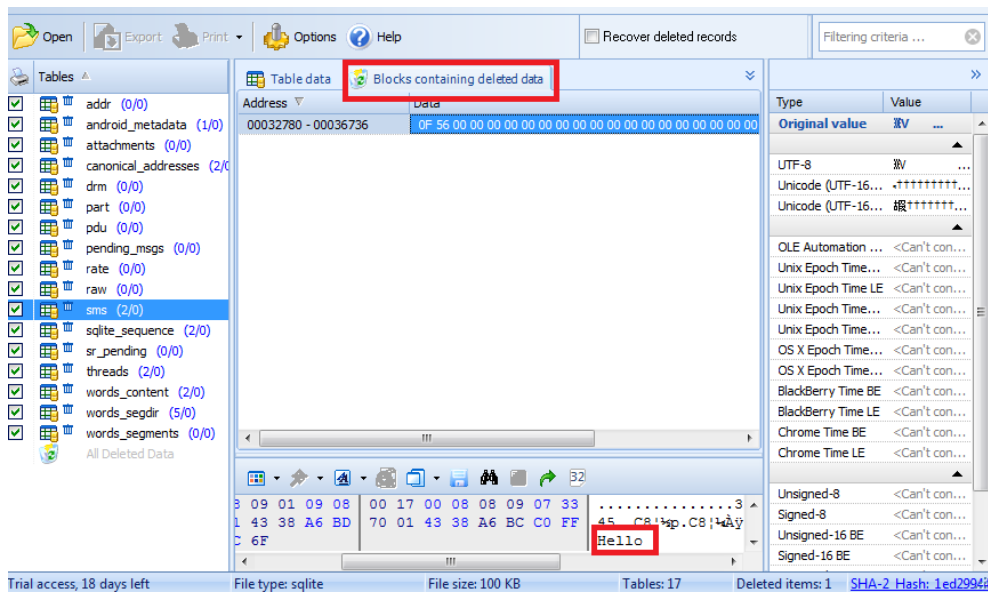 Open Export Print Options Help Recover deleted records Filtering criteria ...
Tables
addr (0/0)
android_metadata (1/0)
attachments (0/0)
canonical_addresses (2/0
drm (0/0)
part (0/0)
pdu (0/0)
pending_msgs (0/0)
rate (0/0)
raw (0/0)
sms (2/0)
sqlite_sequence (2/0)
sr_pending (0/0)
threads (2/0)
words_content (2/0)
words_segdir (5/0)
words_segments (0/0)
All Deleted Data
Table data Blocks containing deleted data
Address Data
00032780 - 00036736 0F 56 00 00 00 00 00 00 00 00 00 00 00 00 00 00 00 00 00 00
09 01 09 08 00 17 00 08 08 09 07 33 ...............3
43 38 A6 BD 70 01 43 38 A6 BC C0 FF 45..C8¦½p.C8¦¼Àÿ
6F Hello
Type Value
Original value ...
UTF-8 ...
Unicode (UTF-16...
Unicode (UTF-16...
OLE Automation ... <Can't con...
Unix Epoch Time... <Can't con...
Unix Epoch Time LE <Can't con...
Unix Epoch Time... <Can't con...
Unix Epoch Time... <Can't con...
OS X Epoch Time... <Can't con...
OS X Epoch Time... <Can't con...
BlackBerry Time BE <Can't con...
BlackBerry Time LE <Can't con...
Chrome Time BE <Can't con...
Chrome Time LE <Can't con...
Unsigned-8 <Can't con...
Signed-8 <Can't con...
Unsigned-16 BE <Can't con...
Signed-16 BE <Can't con...
Trial access, 18 days left File type: sqlite File size: 100 KB Tables: 17 Deleted items: 1 SHA-2 Hash: 1ed2994